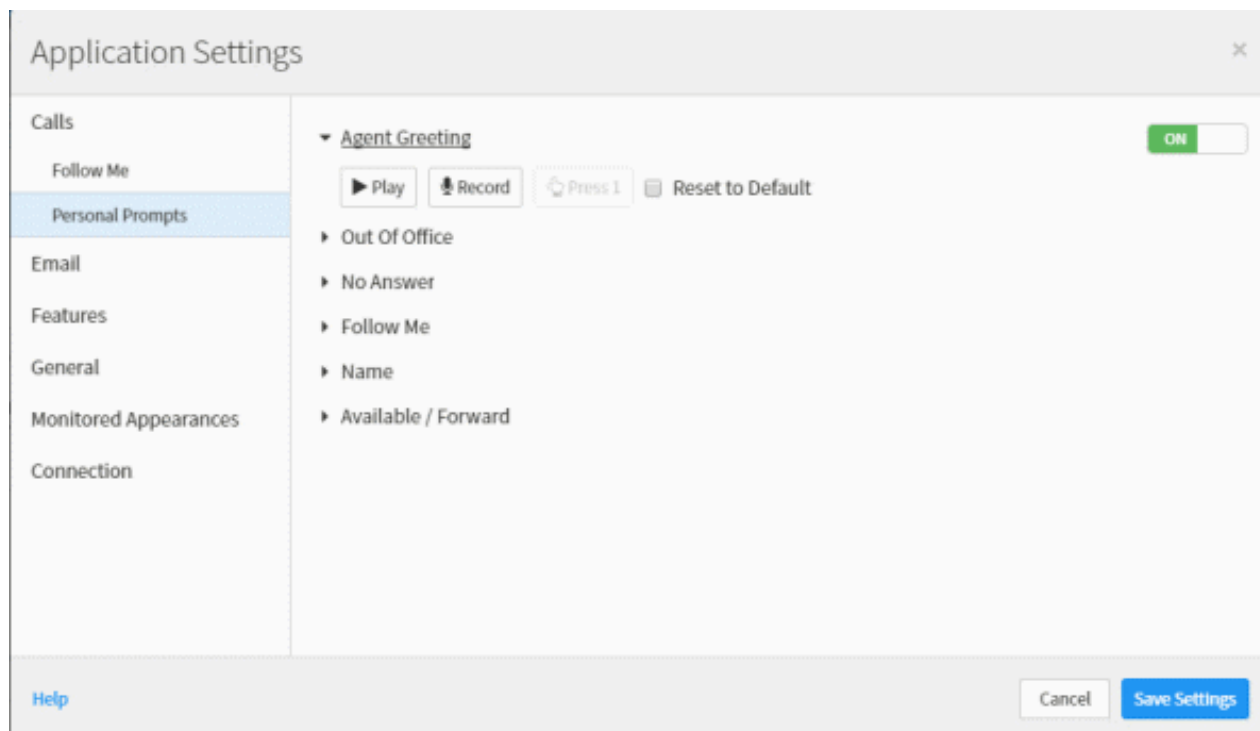 Application Settings
Calls
Follow Me
Personal Prompts
Email
Features
General
Monitored Appearances
Connection
Agent Greeting
ON
Play Record Press 1 Reset to Default
Out Of Office
No Answer
Follow Me
Name
Available / Forward
Help
Cancel Save Settings